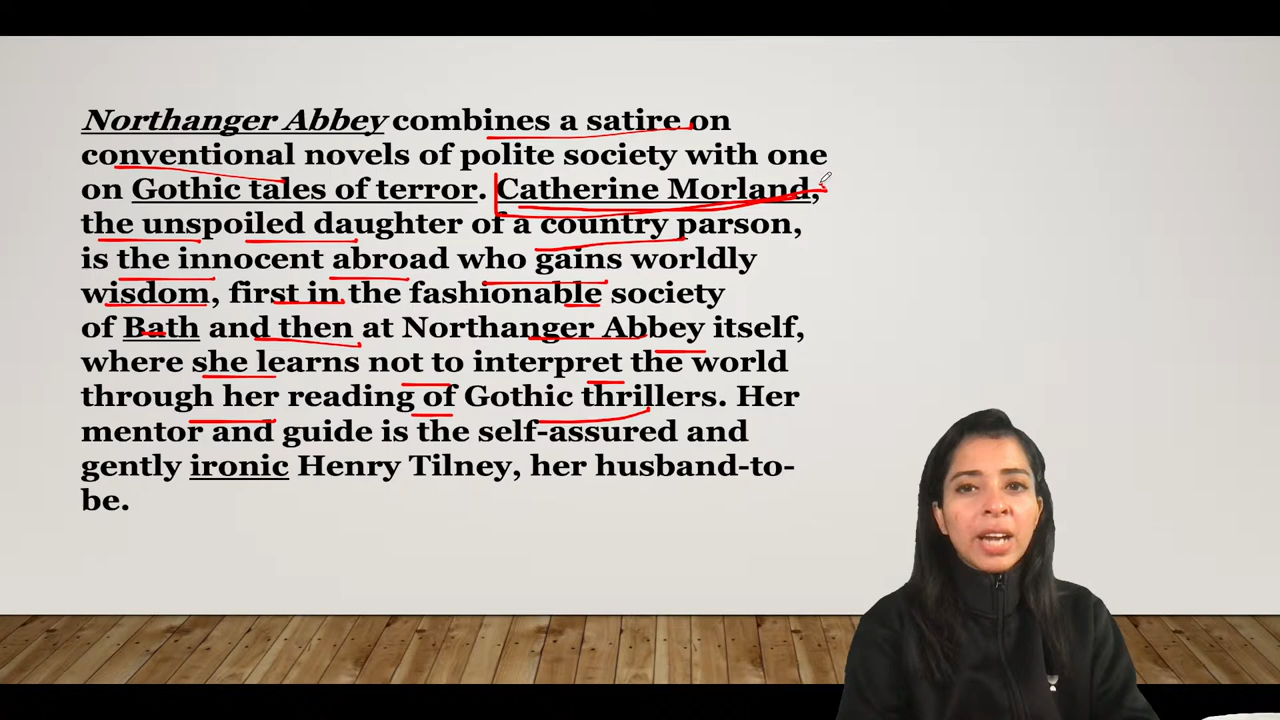 Northanger Abbey combines a satire on
conventional novels of polite society with one
on Gothic tales of terror. Catherine Morland,
the unspoiled daughter of a country parson,
is the innocent abroad who gains worldly
wisdom, first in the fashionable society
of Bath and then at Northanger Abbey itself,
where she learns not to interpret the world
through her reading of Gothic thrillers. Her
mentor and guide is the self-assured and
gently ironic Henry Tilney, her husband-to-
be.